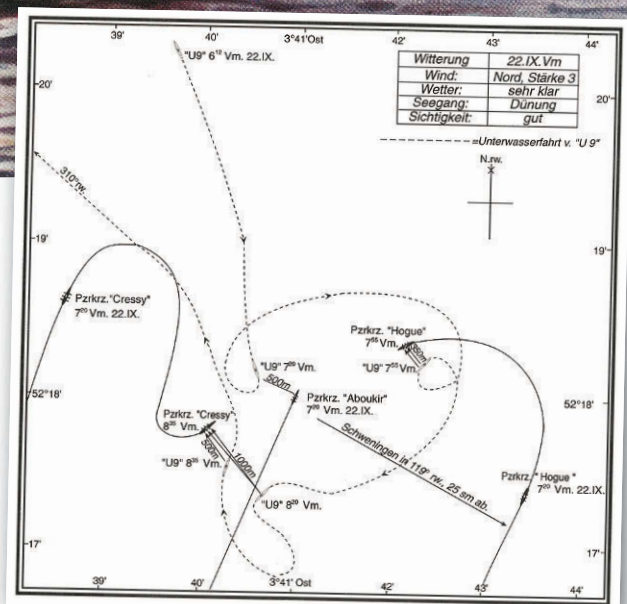 39'
40'
3°41'Ost
42'
43'
44'
"U9" 6¹² Vm. 22.IX.
Witterung 22.IX.Vm
Wind: Nord, Stärke 3
Wetter: sehr klar
Seegang: Dünung
Sichtigkeit: gut
20'
20'
=Unterwasserfahrt v. "U 9"
N.rw.
310°rw.
19'
19'
Pzrkrz."Cressy"
7²⁰ Vm. 22.IX.
Pzrkrz. "Hogue"
7⁵⁵ Vm.
350m
"U9" 7⁵⁵ Vm.
"U9" 7²⁰ Vm.
500m
52°18'
52°18'
Pzrkrz. "Aboukir"
7²⁰ Vm. 22.IX.
Pzrkrz. "Cressy"
8³⁵ Vm.
500m
1000m
"U9" 8³⁵ Vm.
"U9" 8²⁰ Vm.
Schweningen in 119° rw., 25 sm ab.
Pzrkrz. "Hogue"
7²⁰ Vm. 22.IX.
17'
17'
39'
40'
3°41' Ost
42'
43'
44'